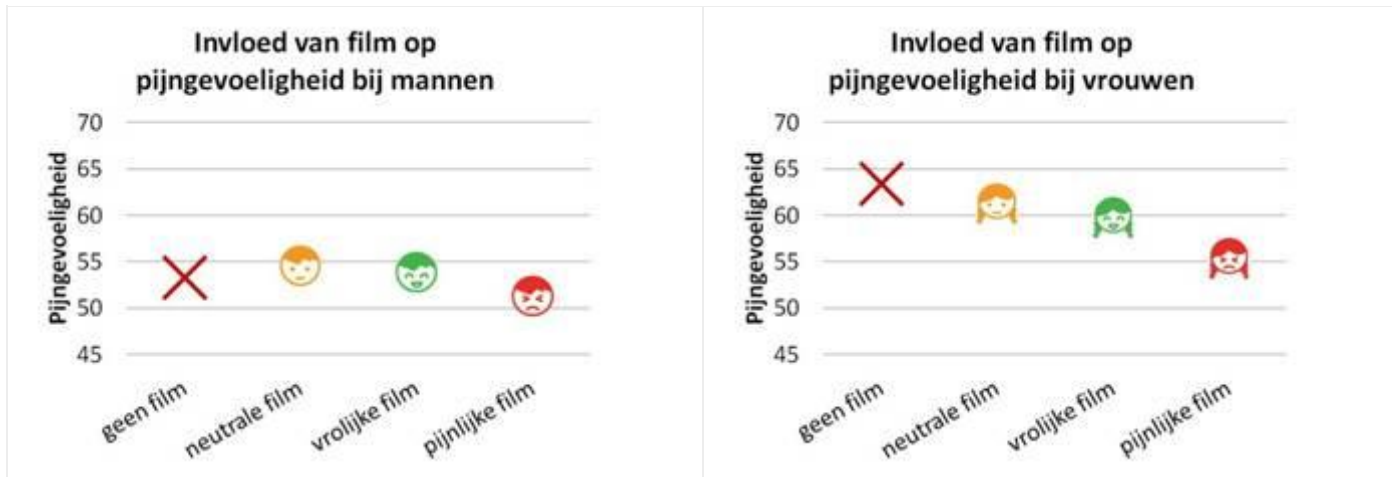 Invloed van film op
pijngevoeligheid bij mannen
Pijngevoeligheid
70
65
60
55
50
45
geen film
neutrale film
vrolijke film
pijnlijke film
Invloed van film op
pijngevoeligheid bij vrouwen
Pijngevoeligheid
70
65
60
55
50
45
geen film
neutrale film
vrolijke film
pijnlijke film